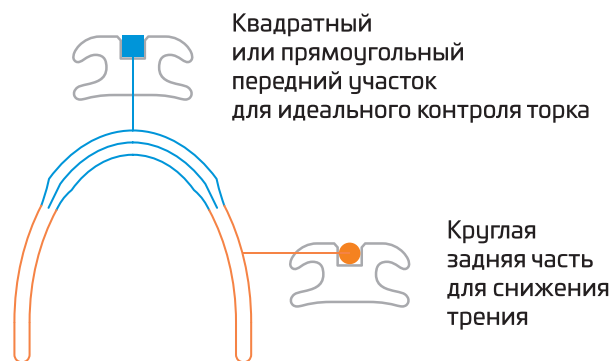 Квадратный
или прямоугольный
передний участок
для идеального контроля торка
Круглая
задняя часть
для снижения
трения